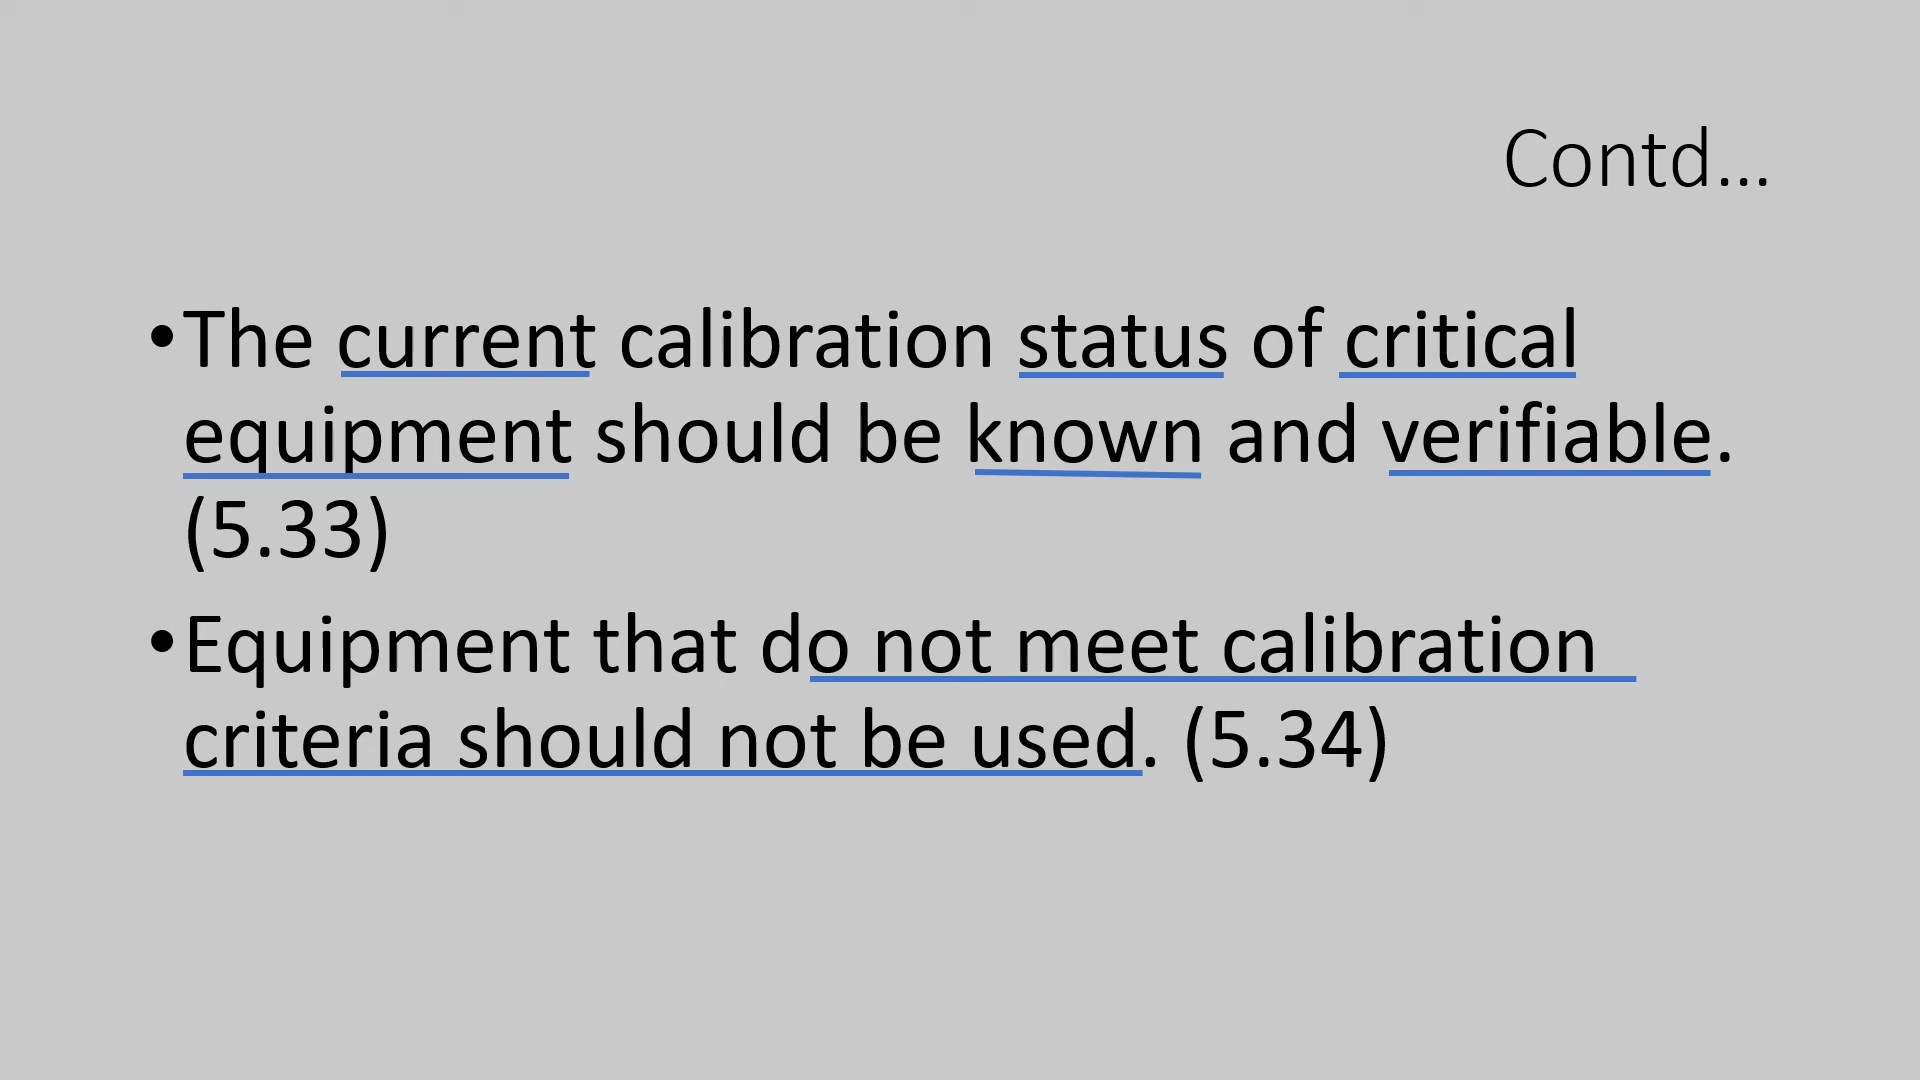 Contd...
•The current calibration status of critical
equipment should be known and verifiable.
(5.33)
•Equipment that do not meet calibration
criteria should not be used. (5.34)